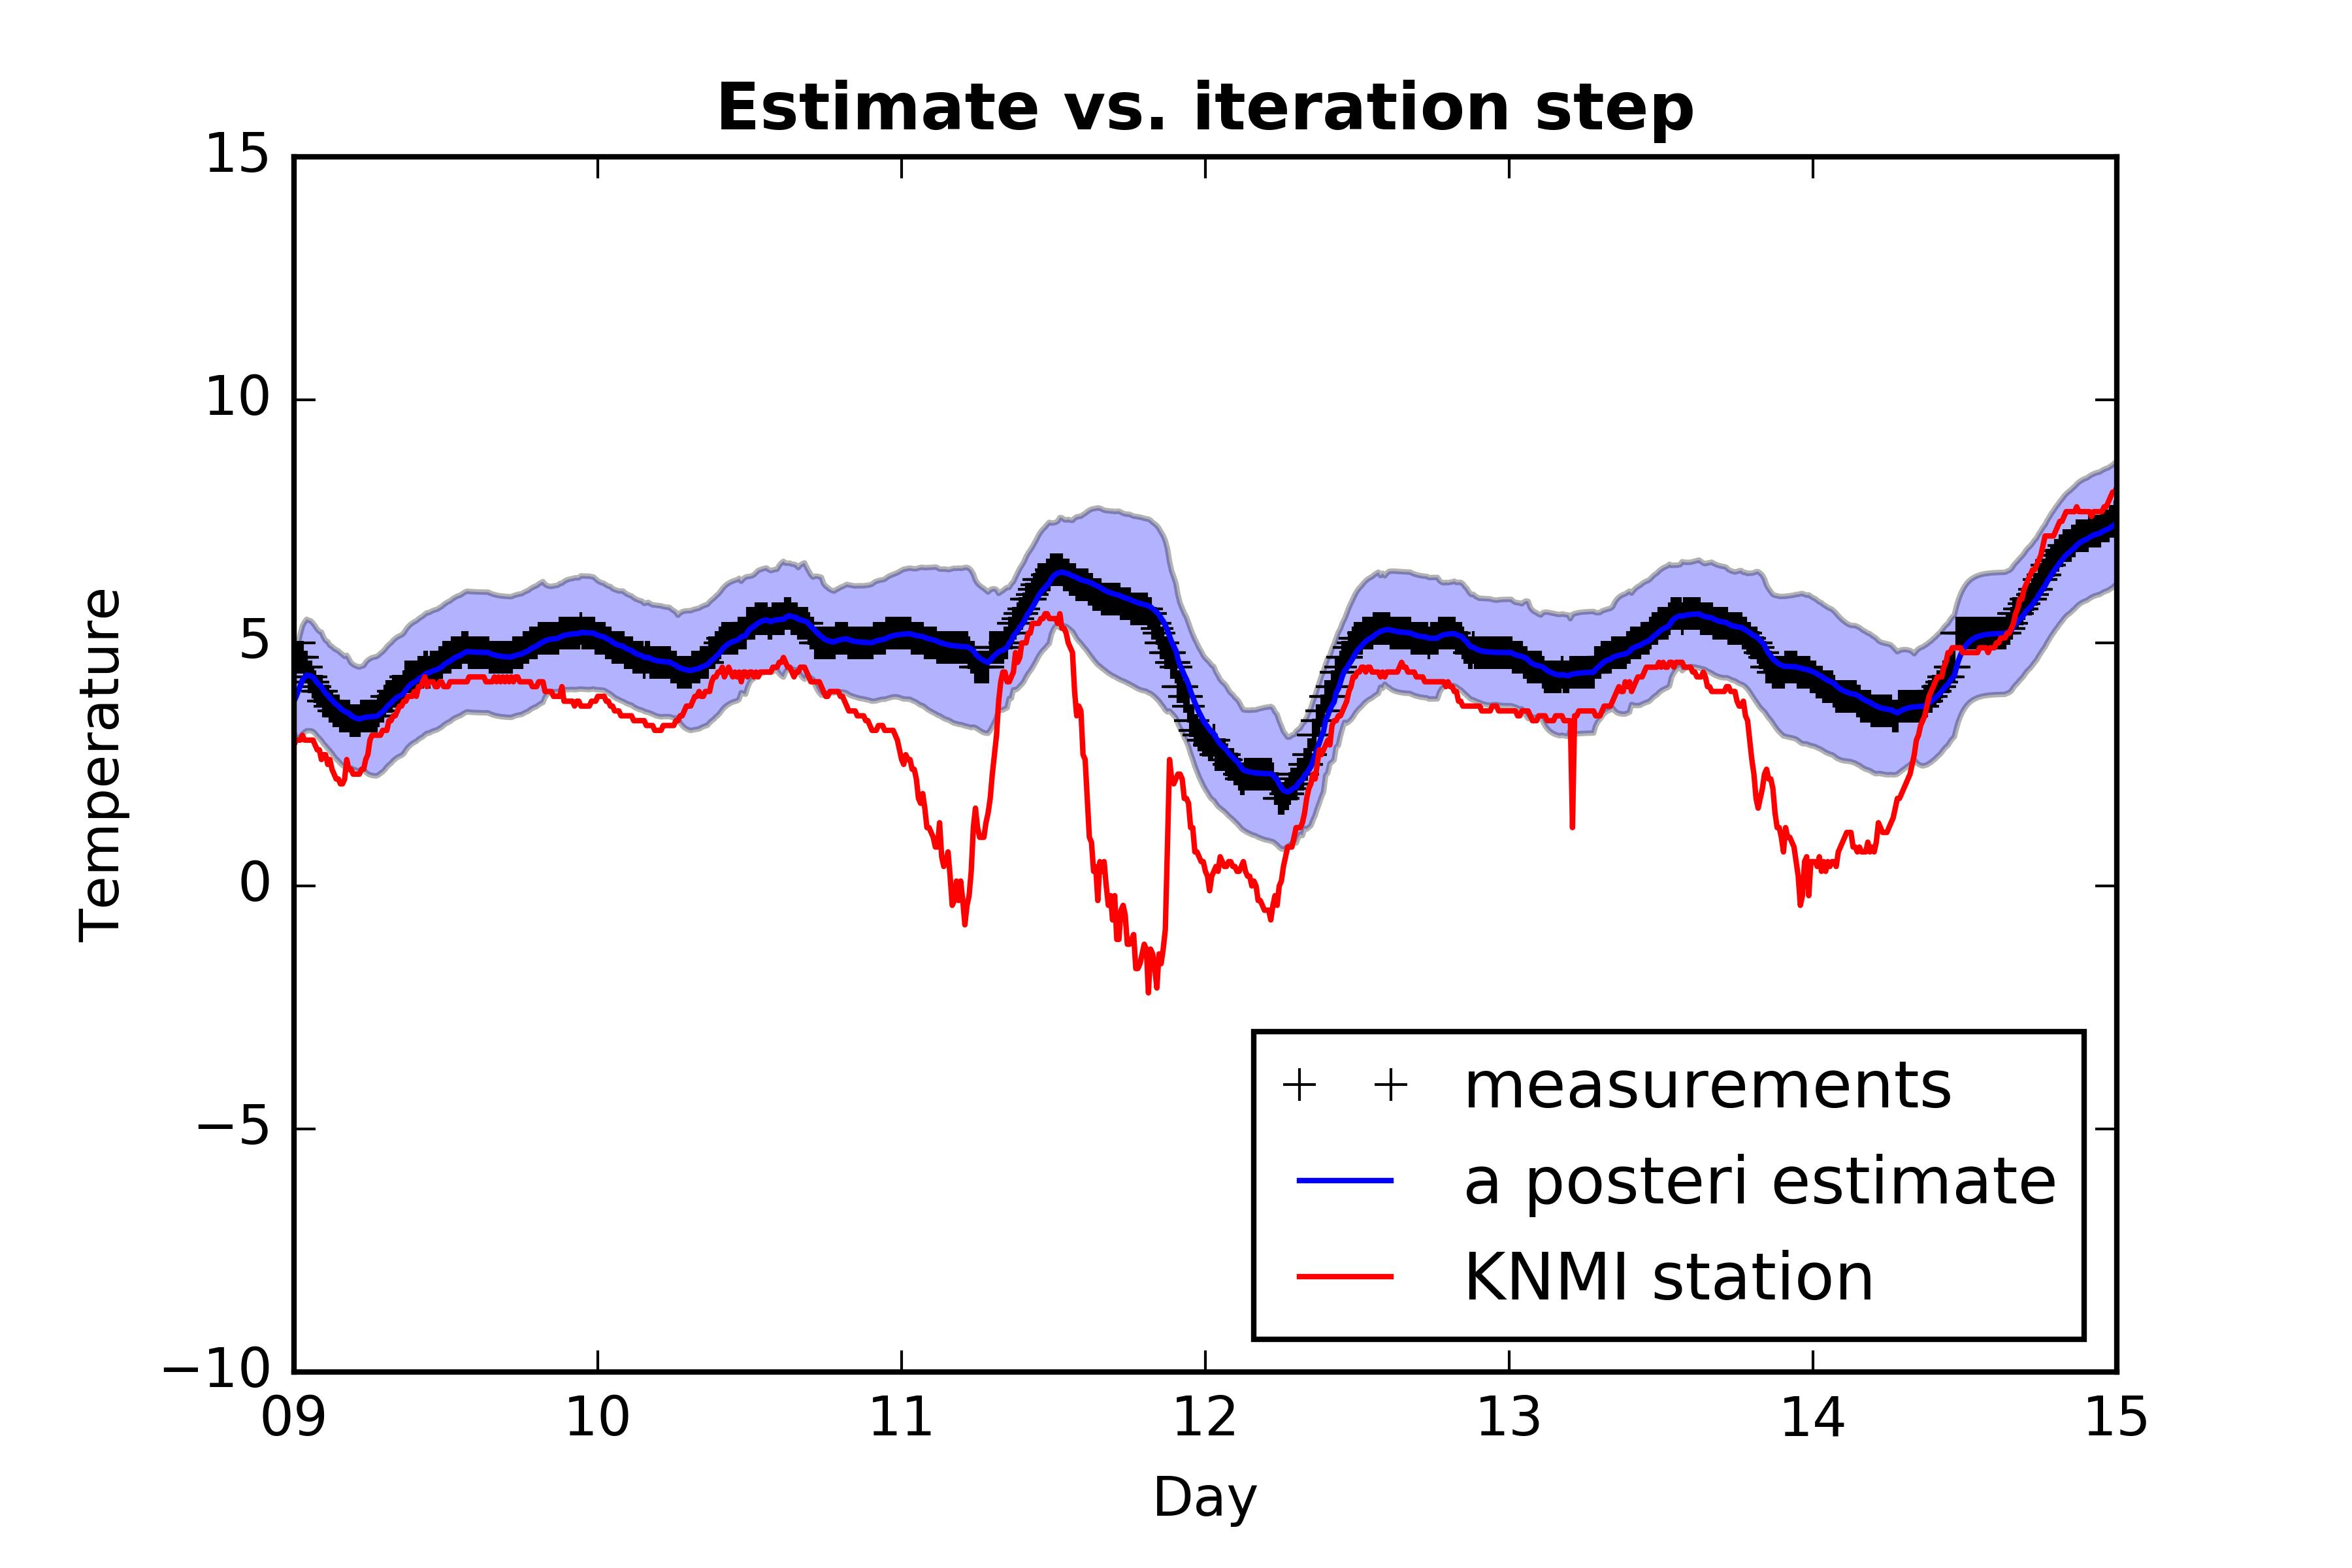 Estimate vs. iteration step
15
10
5
0
−5
−10
Temperature
measurements
a posteri estimate
KNMI station
09 10 11 12 13 14 15
Day